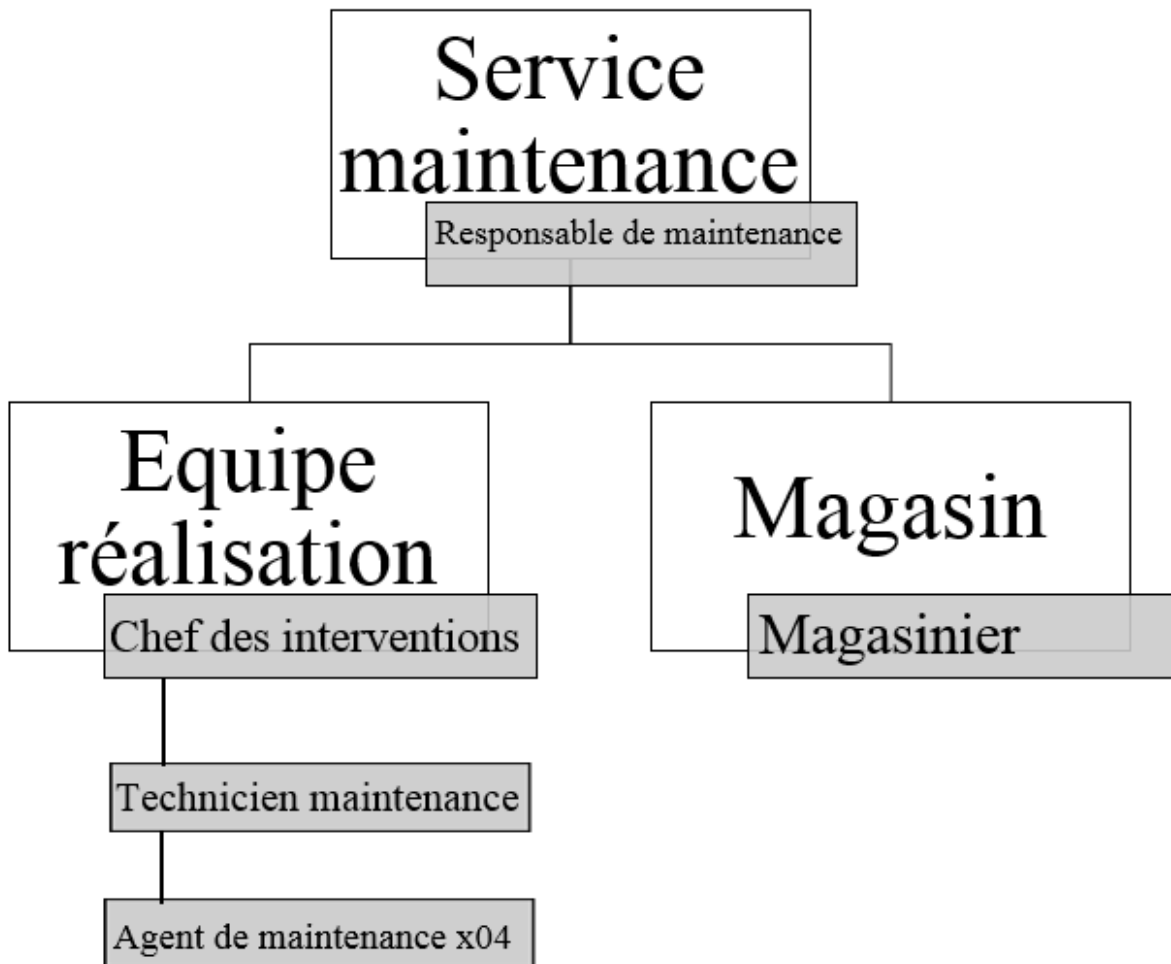 Service
maintenance
Responsable de maintenance
Equipe
réalisation
Chef des interventions
Magasin
Magasinier
Technicien maintenance
Agent de maintenance x04